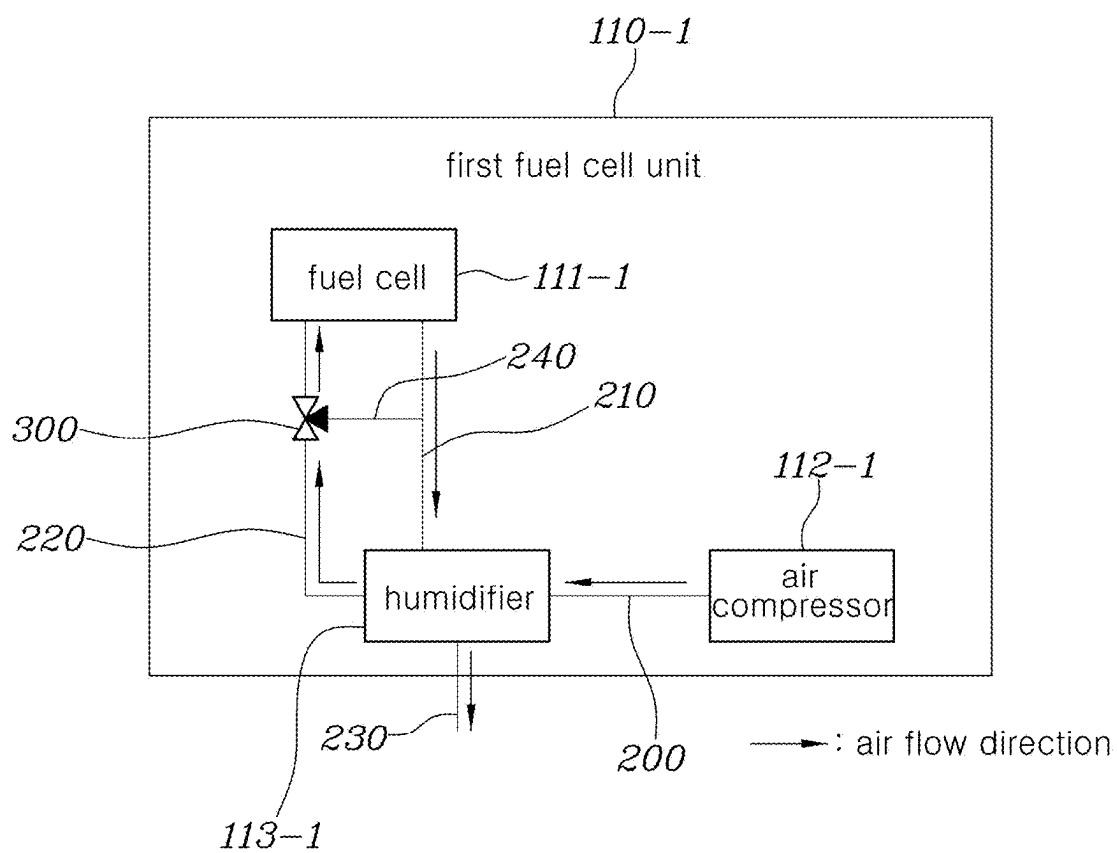 110-1
first fuel cell unit
fuel cell
111-1
240
210
300
112-1
220
humidifier
air
compressor
230
200
: air flow direction
113-1